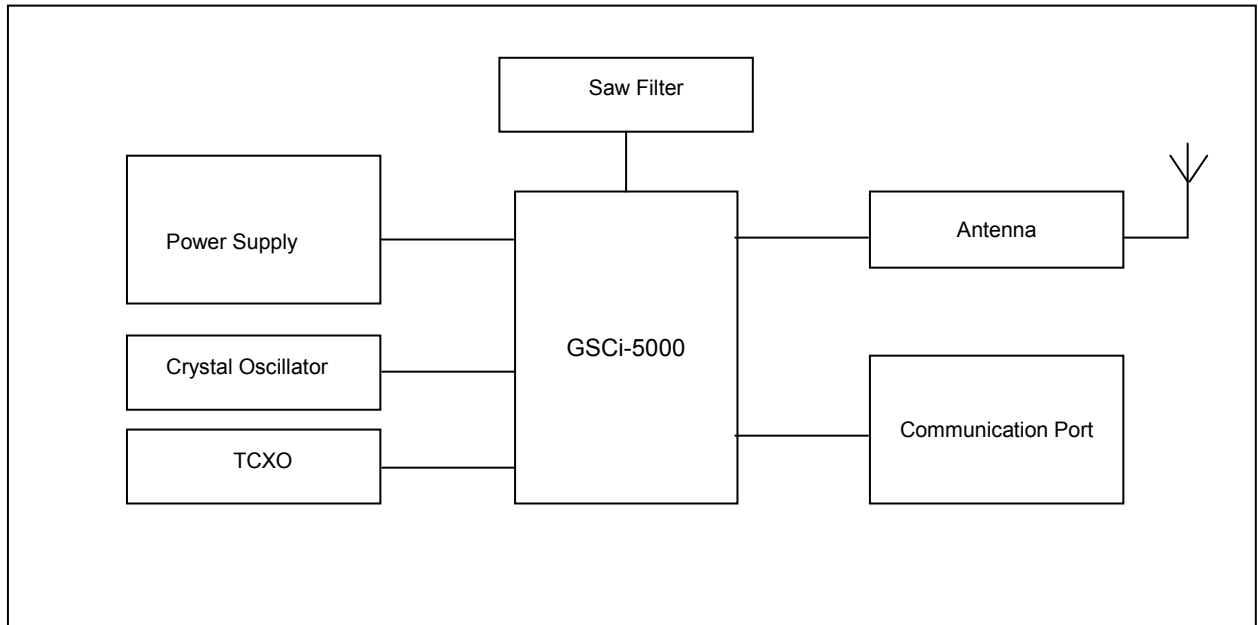 Saw Filter
Power Supply
Antenna
GSCi-5000
Crystal Oscillator
Communication Port
TCXO